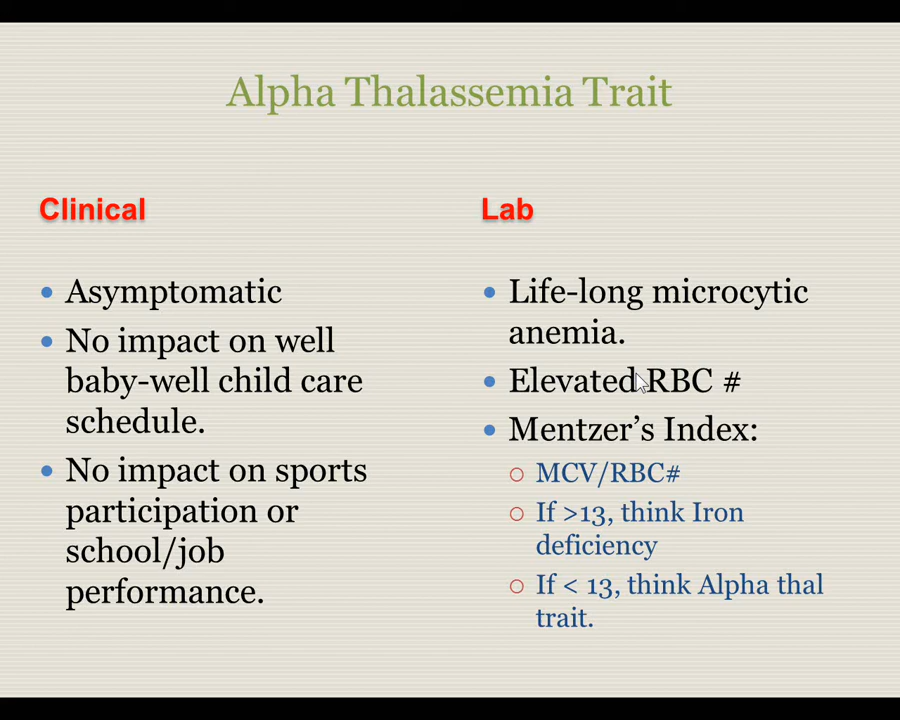 Alpha Thalassemia Trait
Clinical
• Asymptomatic
• No impact on well
baby-well child care
schedule.
• No impact on sports
participation or
school/job
performance.
Lab
• Life-long microcytic
anemia.
• Elevated RBC #
• Mentzer’s Index:
○ MCV/RBC#
○ If >13, think Iron
deficiency
○ If < 13, think Alpha thal
trait.